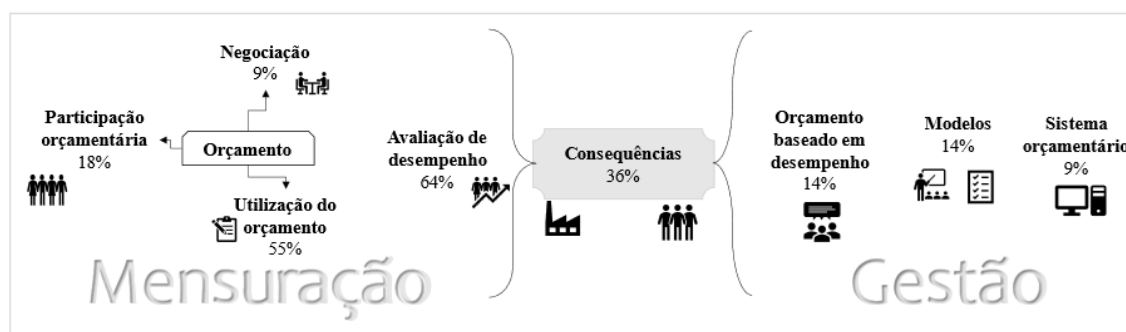 Negociação
9%
Participação
orçamentária
18%
Orçamento
Utilização do
orçamento
55%
Avaliação de
desempenho
64%
Consequências
36%
Orçamento
baseado em
desempenho
14%
Modelos
14%
Sistema
orçamentário
9%
Mensuração
Gestão